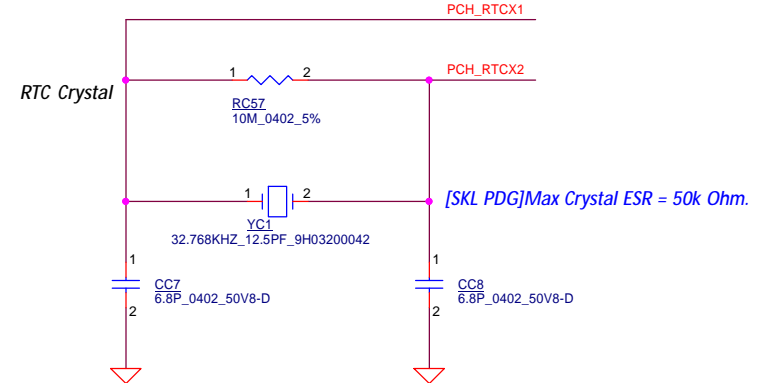 PCH_RTCX1
PCH_RTCX2
1 2
RTC Crystal
RC57
10M_0402_5%
1 2
[SKL PDG]Max Crystal ESR = 50k Ohm.
YC1
32.768KHZ_12.5PF_9H03200042
1 1
CC7 CC8
6.8P_0402_50V8-D 6.8P_0402_50V8-D
2 2